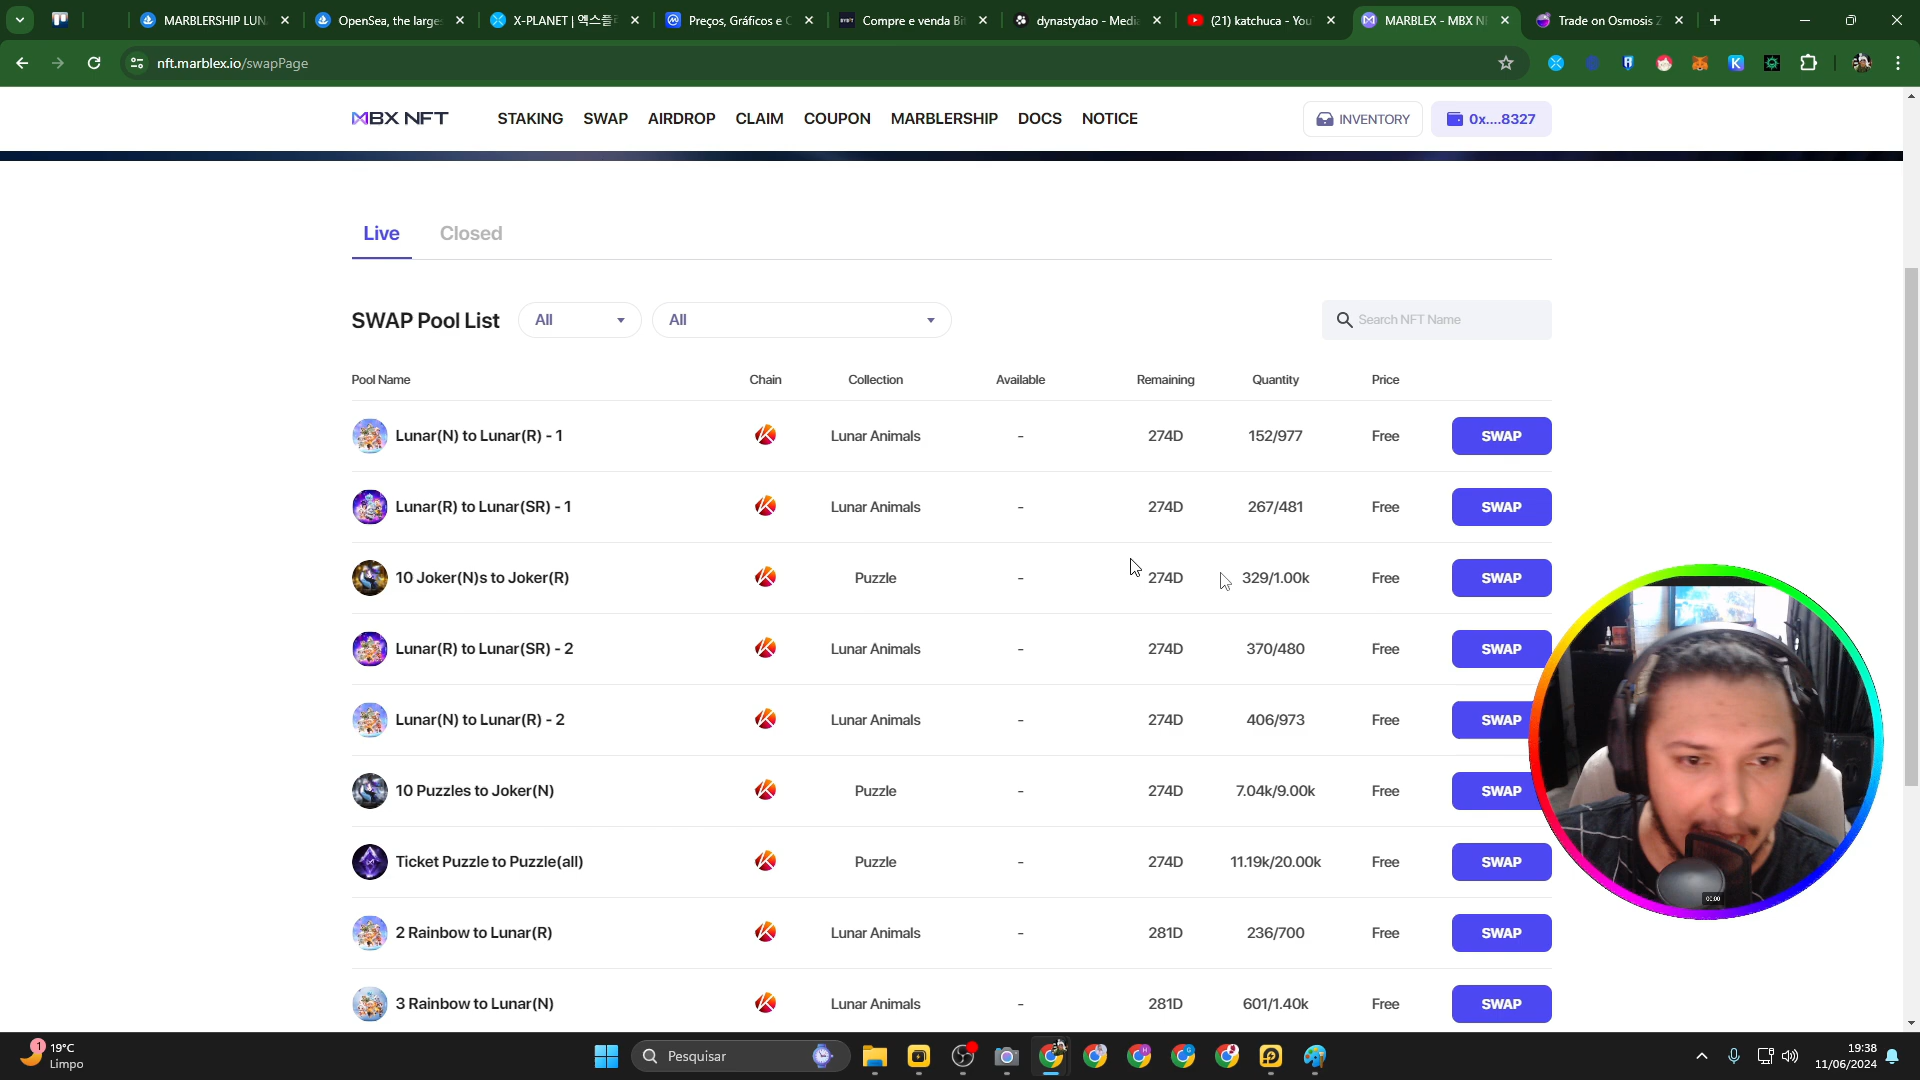 MARBLERSHIP LUN
OpenSea, the large
X-PLANET | 엑스플
Preços, Gráficos e C
BYBIT
Compre e venda Bi
dynastydao - Medi
(21) katchuca - You
MARBLEX - MBX N
Trade on Osmosis Z
nft.marblex.io/swapPage
MBX NFT
STAKING SWAP AIRDROP CLAIM COUPON MARBLERSHIP DOCS NOTICE
INVENTORY
0x....8327
Live Closed
SWAP Pool List All All Search NFT Name
Pool Name Chain Collection Available Remaining Quantity Price
Lunar(N) to Lunar(R) - 1 Lunar Animals - 274D 152/977 Free SWAP
Lunar(R) to Lunar(SR) - 1 Lunar Animals - 274D 267/481 Free SWAP
10 Joker(N)s to Joker(R) Puzzle - 274D 329/1.00k Free SWAP
Lunar(R) to Lunar(SR) - 2 Lunar Animals - 274D 370/480 Free SWAP
Lunar(N) to Lunar(R) - 2 Lunar Animals - 274D 406/973 Free SWAP
10 Puzzles to Joker(N) Puzzle - 274D 7.04k/9.00k Free SWAP
Ticket Puzzle to Puzzle(all) Puzzle - 274D 11.19k/20.00k Free SWAP
2 Rainbow to Lunar(R) Lunar Animals - 281D 236/700 Free SWAP
3 Rainbow to Lunar(N) Lunar Animals - 281D 601/1.40k Free SWAP
00:00
1
19°C
Limpo
Pesquisar
19:38
11/06/2024